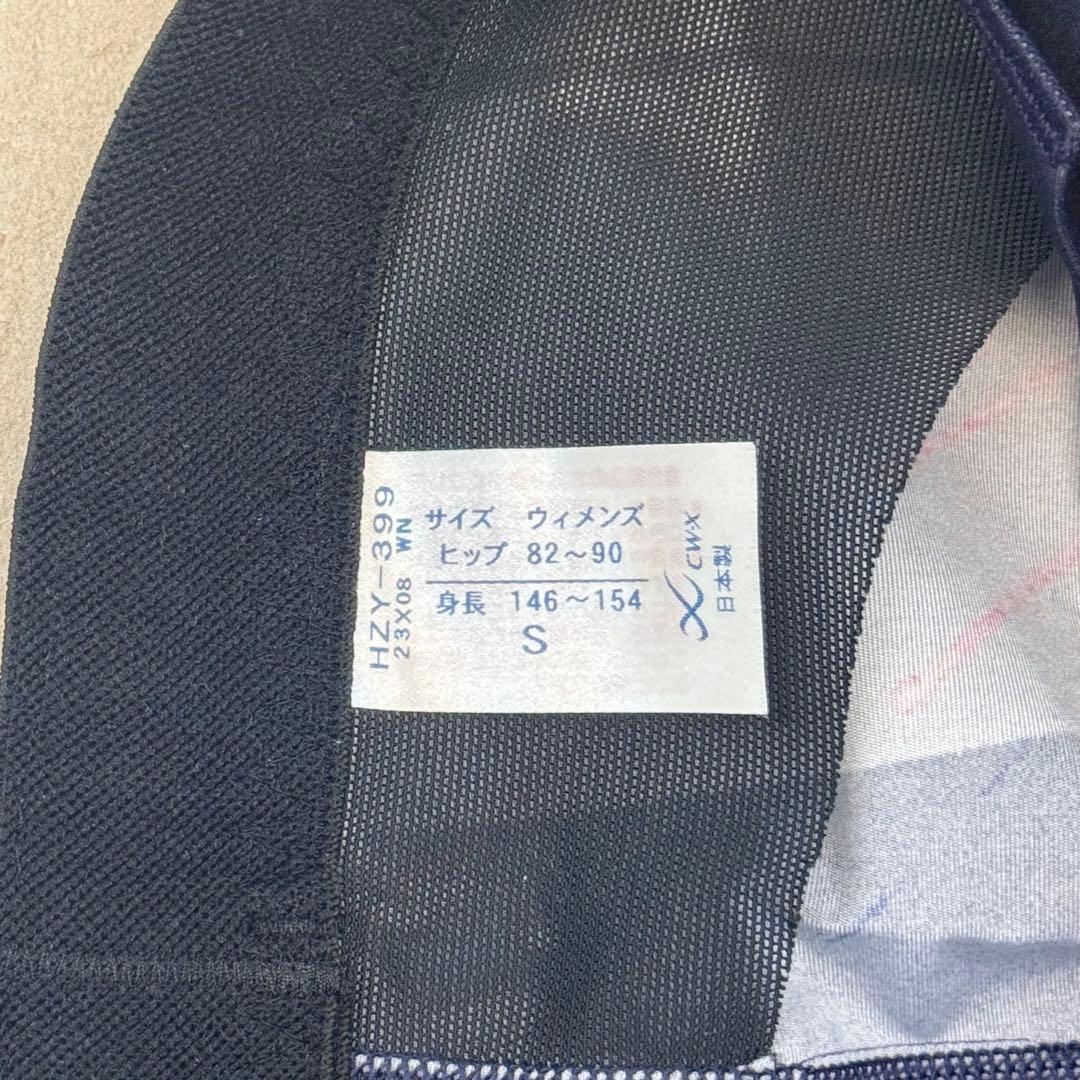 サイズ ウィメンズ
ヒップ 82～90
身長 146～154
S
HZY-399
23X08 WN
CW-X
日本製